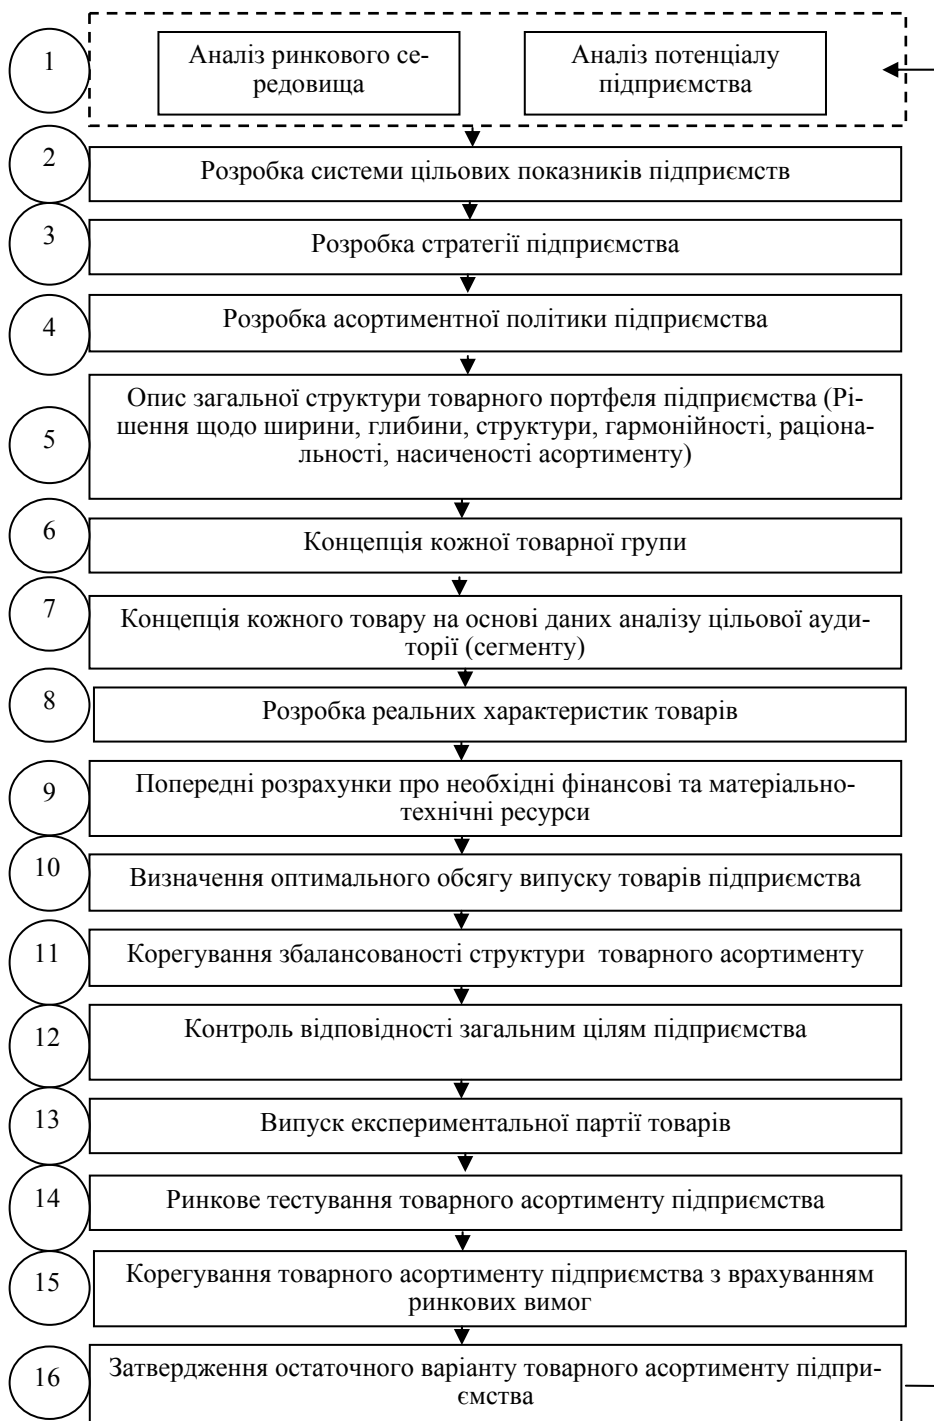 1
Аналіз ринкового се-
редовища
Аналіз потенціалу
підприємства
2
Розробка системи цільових показників підприємств
3
Розробка стратегії підприємства
4
Розробка асортиментної політики підприємства
5
Опис загальної структури товарного портфеля підприємства (Рі-
шення щодо ширини, глибини, структури, гармонійності, раціона-
льності, насиченості асортименту)
6
Концепція кожної товарної групи
7
Концепція кожного товару на основі даних аналізу цільової ауди-
торії (сегменту)
8
Розробка реальних характеристик товарів
9
Попередні розрахунки про необхідні фінансові та матеріально-
технічні ресурси
10
Визначення оптимального обсягу випуску товарів підприємства
11
Корегування збалансованості структури  товарного асортименту
12
Контроль відповідності загальним цілям підприємства
13
Випуск експериментальної партії товарів
14
Ринкове тестування товарного асортименту підприємства
15
Корегування товарного асортименту підприємства з врахуванням
ринкових вимог
16
Затвердження остаточного варіанту товарного асортименту підпри-
ємства